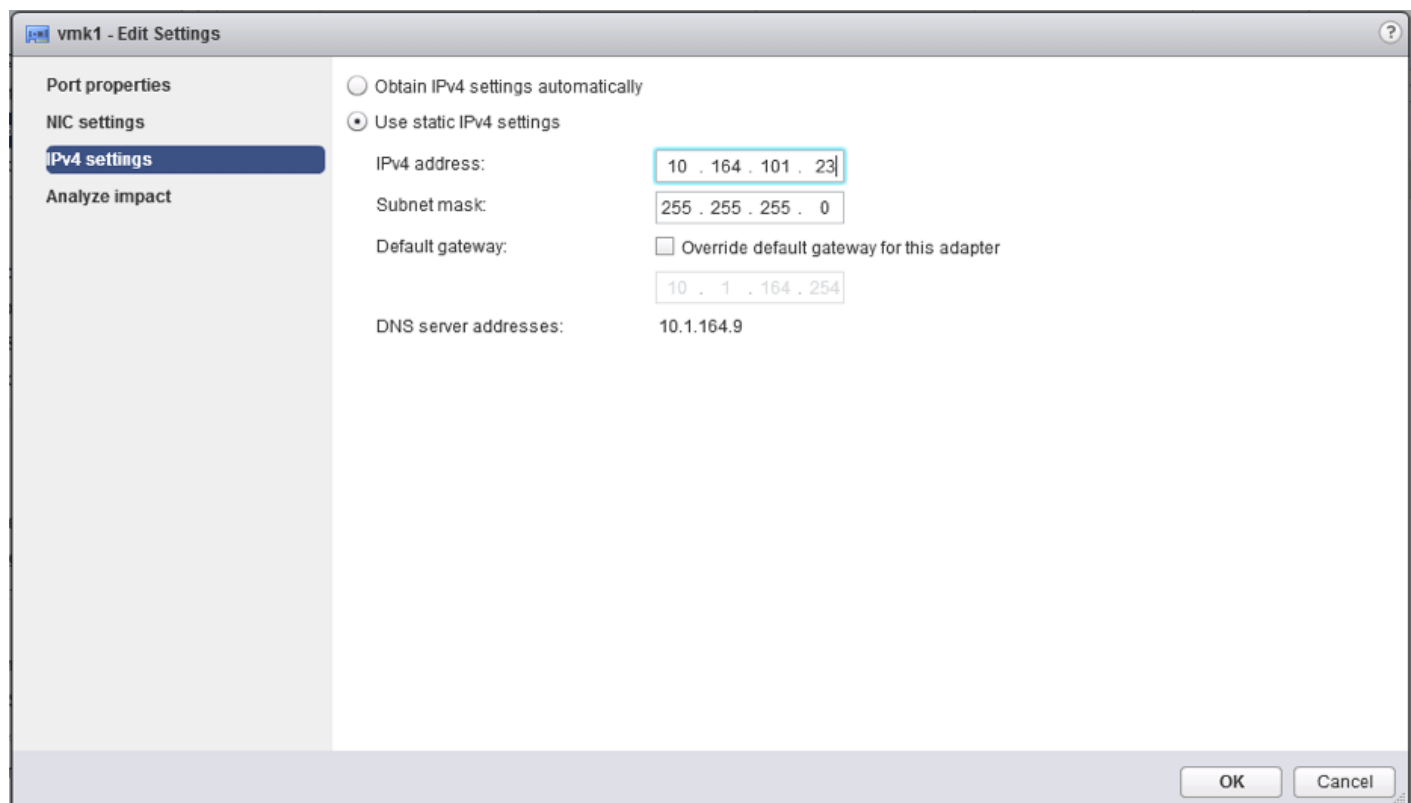 vmk1 - Edit Settings
?
Port properties
NIC settings
IPv4 settings
Analyze impact
Obtain IPv4 settings automatically
Use static IPv4 settings
IPv4 address: 10 . 164 . 101 . 23
Subnet mask: 255 . 255 . 255 . 0
Default gateway: Override default gateway for this adapter
10 . 1 . 164 . 254
DNS server addresses: 10.1.164.9
OK Cancel